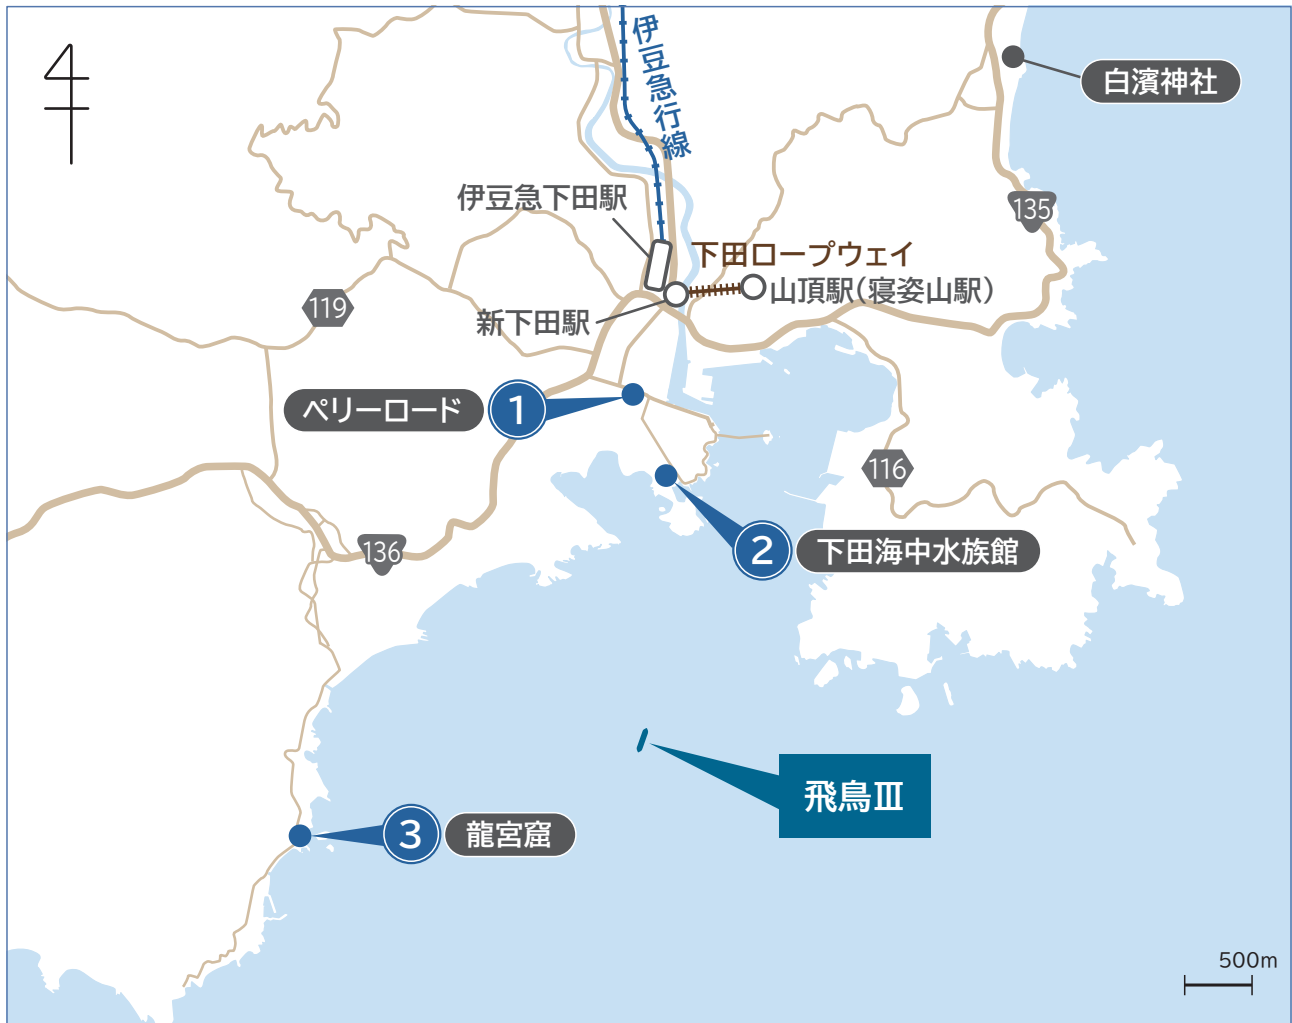 伊豆急行線
白濱神社
135
伊豆急下田駅
下田ロープウェイ
山頂駅(寝姿山駅)
119
新下田駅
ペリーロード
1
116
136
2
下田海中水族館
飛鳥Ⅲ
3
龍宮窟
500m